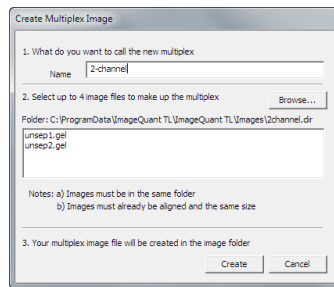 Create Multiplex Image
1. What do you want to call the new multiplex
Name 2-channel
2. Select up to 4 image files to make up the multiplex
Browse...
Folder: C:\ProgramData\ImageQuant TL\ImageQuant TL\Images\2channel.dir
unsep1.gel
unsep2.gel
Notes: a) Images must be in the same folder
b) Images must already be aligned and the same size
3. Your multiplex image file will be created in the image folder
Create Cancel